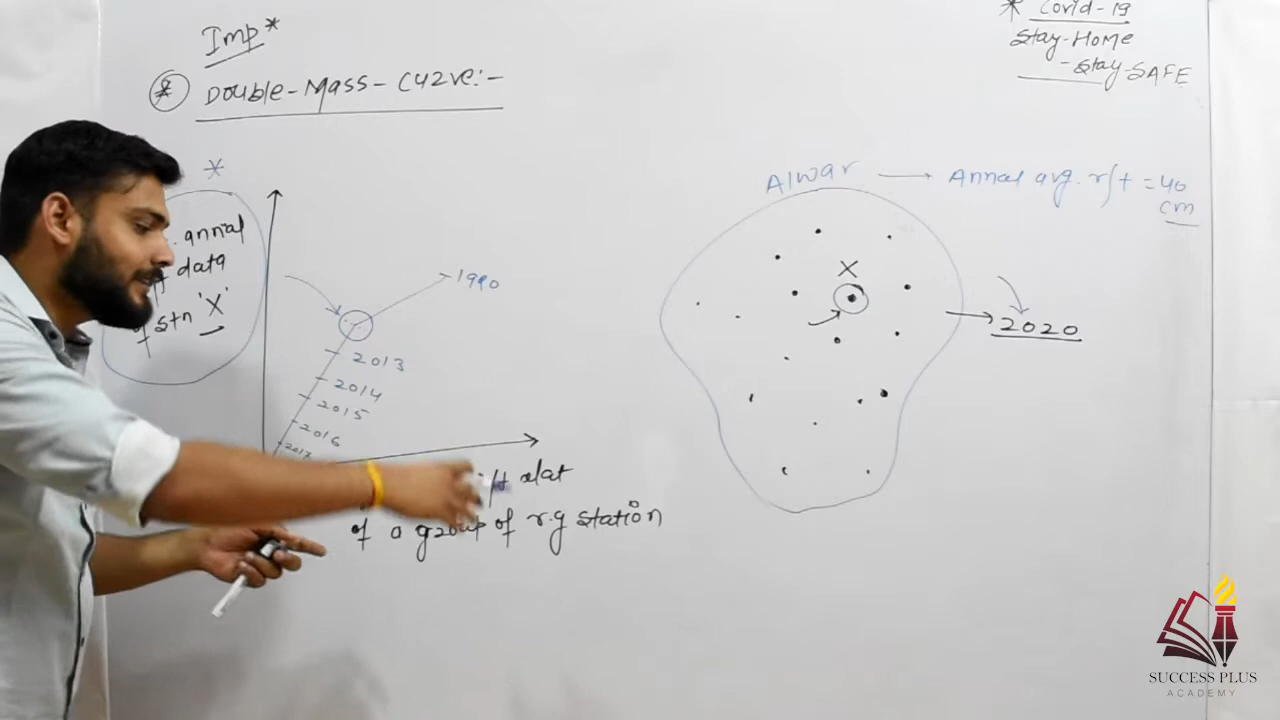 Imp*
* Double-Mass-Curve:-
* Covid-19
Stay-Home
-Stay-SAFE
*
annal
data
of stn 'X'
1990
2013
2014
2015
2016
2017
of a group of r.g station
Alwar → Annal avg. r/t = 40
cm
X
2020
SUCCESS PLUS
ACADEMY